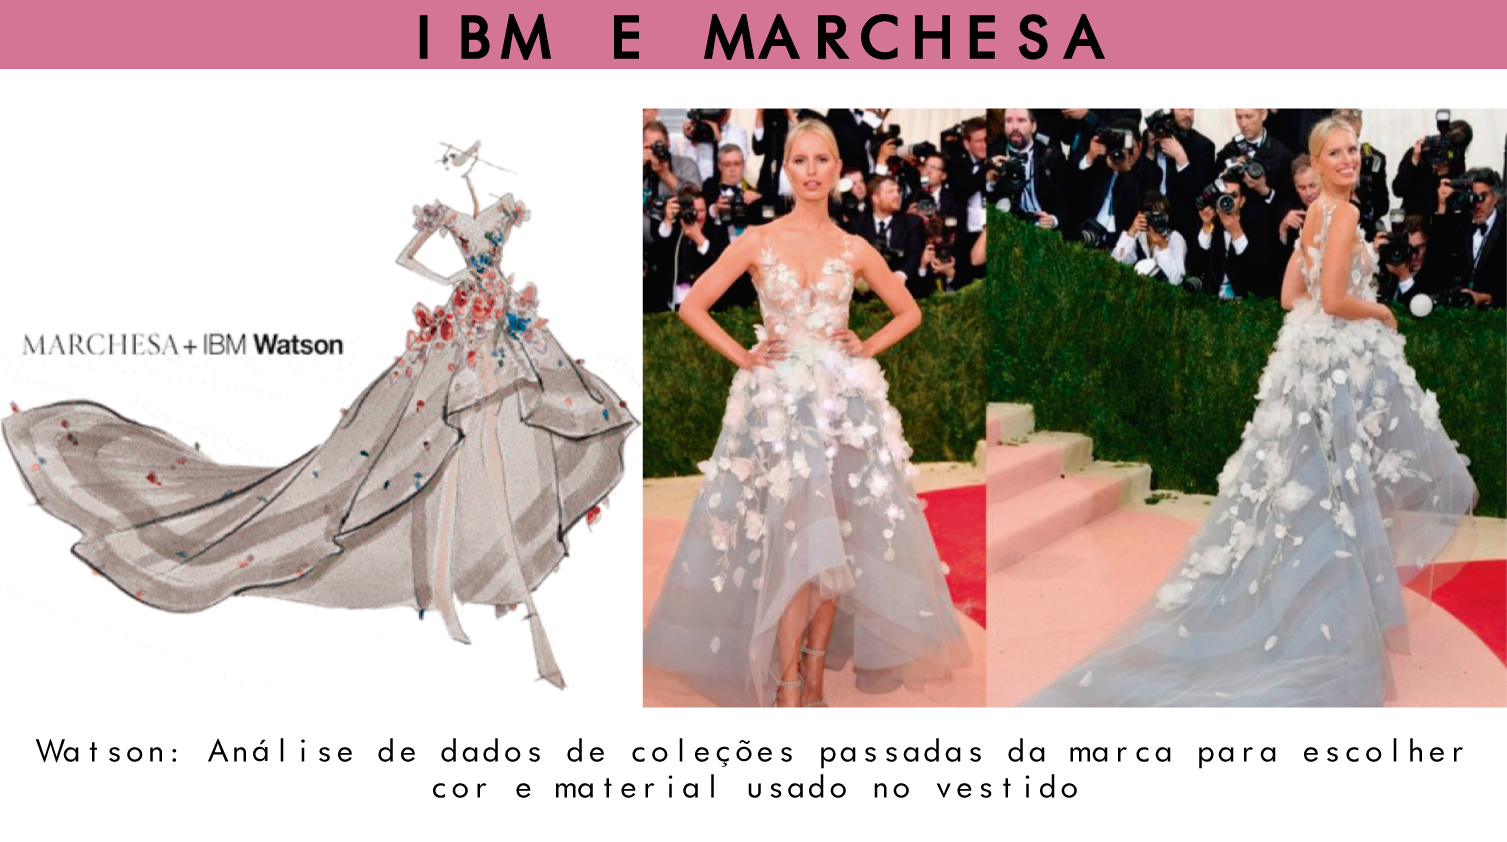 IBM E MARCHESA
MARCHESA + IBM Watson
Watson: Análise de dados de coleções passadas da marca para escolher
cor e material usado no vestido